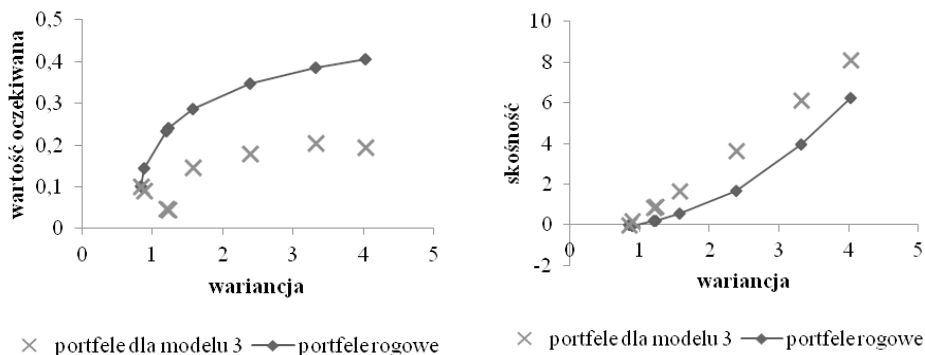 0,5
0,4
0,3
0,2
0,1
0
wartość oczekiwana
0 1 2 3 4 5
wariancja
portfele dla modelu 3 portfele rogowe
10
8
6
4
2
0
-2
skośność
0 1 2 3 4 5
wariancja
portfele dla modelu 3 portfele rogowe